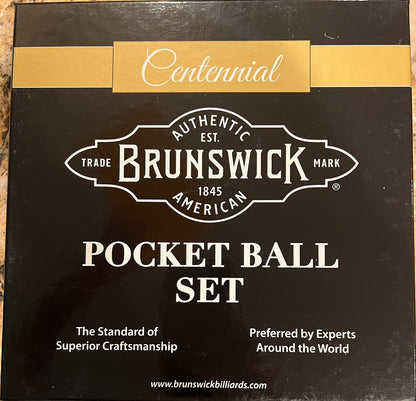 Centennial
AUTHENTIC
EST.
TRADE BRUNSWICK MARK
®
1845
AMERICAN
POCKET BALL
SET
The Standard of
Superior Craftsmanship
Preferred by Experts
Around the World
www.brunswickbilliards.com